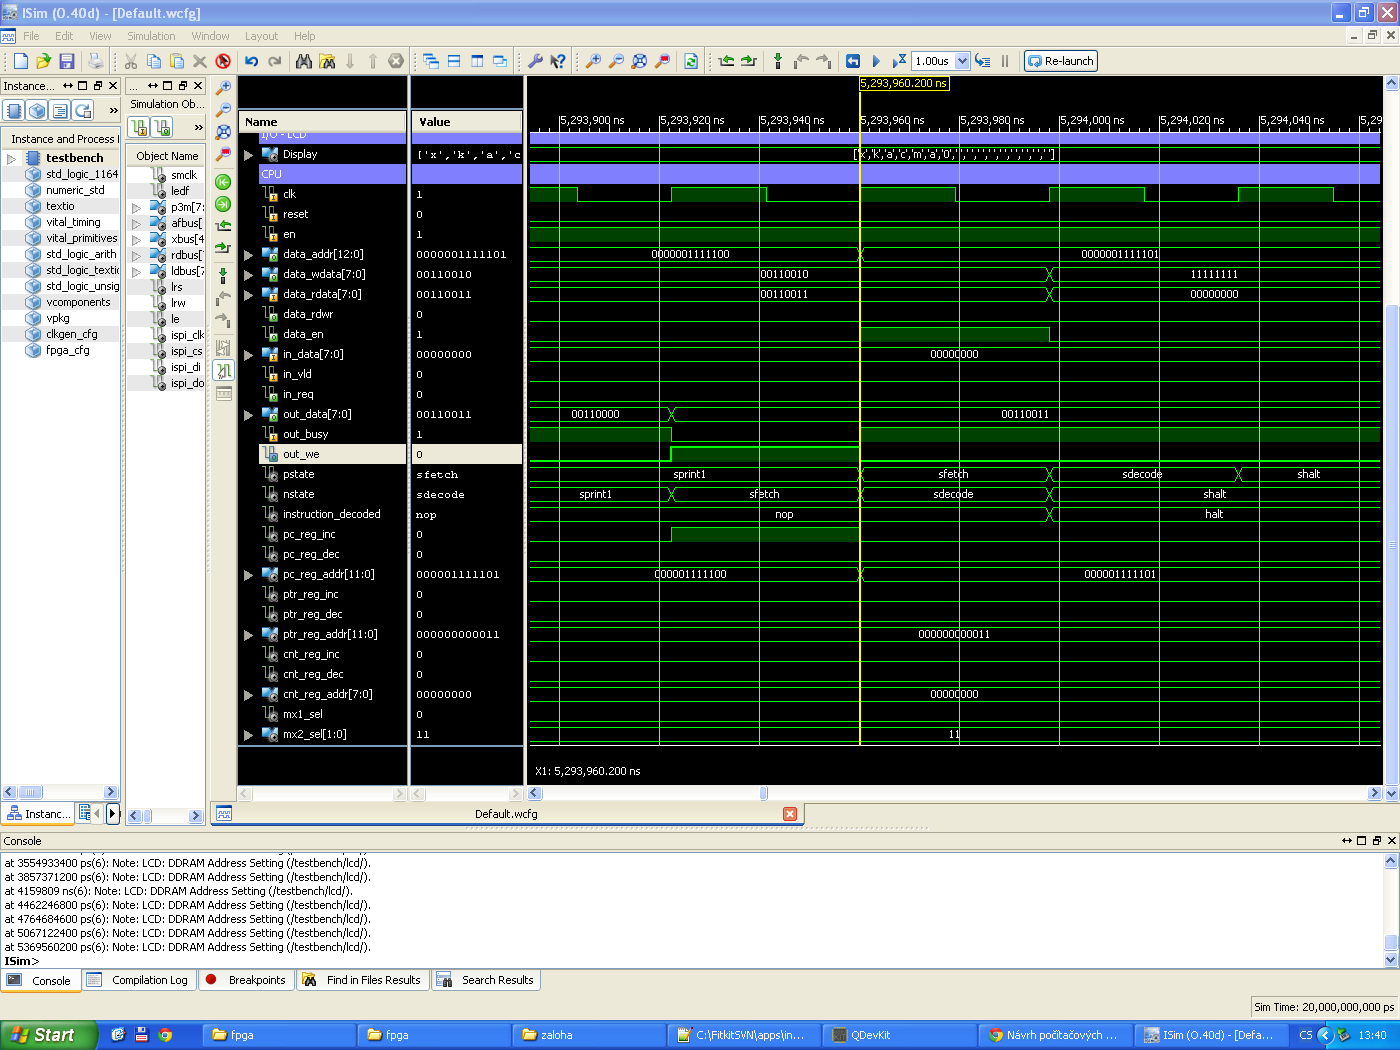 ISim (O.40d) - [Default.wcfg]
File Edit View Simulation Window Layout Help
1.00us
Re-launch
Instance...
Instance and Process
testbench
std_logic_1164
numeric_std
textio
vital_timing
vital_primitives
std_logic_arith
std_logic_textio
std_logic_unsig
vcomponents
vpkg
clkgen_cfg
fpga_cfg
Instanc...
...
Simulation Ob...
Object Name
smclk
ledf
p3m[7:
afbus[
xbus[4
rdbus[
ldbus[7
lrs
lrw
le
ispi_clk
ispi_cs
ispi_di
ispi_do
Name Value
I/O - LCD
Display ['x','k','a','c
CPU
clk 1
reset 0
en 1
data_addr[12:0] 0000001111101
data_wdata[7:0] 00110010
data_rdata[7:0] 00110011
data_rdwr 0
data_en 1
in_data[7:0] 00000000
in_vld 0
in_req 0
out_data[7:0] 00110011
out_busy 1
out_we 0
pstate sfetch
nstate sdecode
instruction_decoded nop
pc_reg_inc 0
pc_reg_dec 0
pc_reg_addr[11:0] 000001111101
ptr_reg_inc 0
ptr_reg_dec 0
ptr_reg_addr[11:0] 000000000011
cnt_reg_inc 0
cnt_reg_dec 0
cnt_reg_addr[7:0] 00000000
mx1_sel 0
mx2_sel[1:0] 11
5,293,960.200 ns
5,293,900 ns 5,293,920 ns 5,293,940 ns 5,293,960 ns 5,293,980 ns 5,294,000 ns 5,294,020 ns 5,294,040 ns 5,29
['x','k','a','c','m','a','0',' ',' ',' ',' ',' ',' ',' ',' ',' ']
0000001111100 0000001111101
00110010 11111111
00110011 00000000
00000000
00110000 00110011
sprint1 sfetch sdecode shalt
sprint1 sfetch sdecode shalt
nop halt
000001111100 000001111101
000000000011
00000000
11
X1: 5,293,960.200 ns
Default.wcfg
Console
at 3554933400 ps(6): Note: LCD: DDRAM Address Setting (/testbench/lcd/).
at 3857371200 ps(6): Note: LCD: DDRAM Address Setting (/testbench/lcd/).
at 4159809 ns(6): Note: LCD: DDRAM Address Setting (/testbench/lcd/).
at 4462246800 ps(6): Note: LCD: DDRAM Address Setting (/testbench/lcd/).
at 4764684600 ps(6): Note: LCD: DDRAM Address Setting (/testbench/lcd/).
at 5067122400 ps(6): Note: LCD: DDRAM Address Setting (/testbench/lcd/).
at 5369560200 ps(6): Note: LCD: DDRAM Address Setting (/testbench/lcd/).
ISim>
Console Compilation Log Breakpoints Find in Files Results Search Results
Sim Time: 20,000,000,000 ps
Start fpga fpga zaloha C:\FitkitSVN\apps\in... QDevKit Návrh počítačových ... ISim (O.40d) - [Defa... CS 13:40